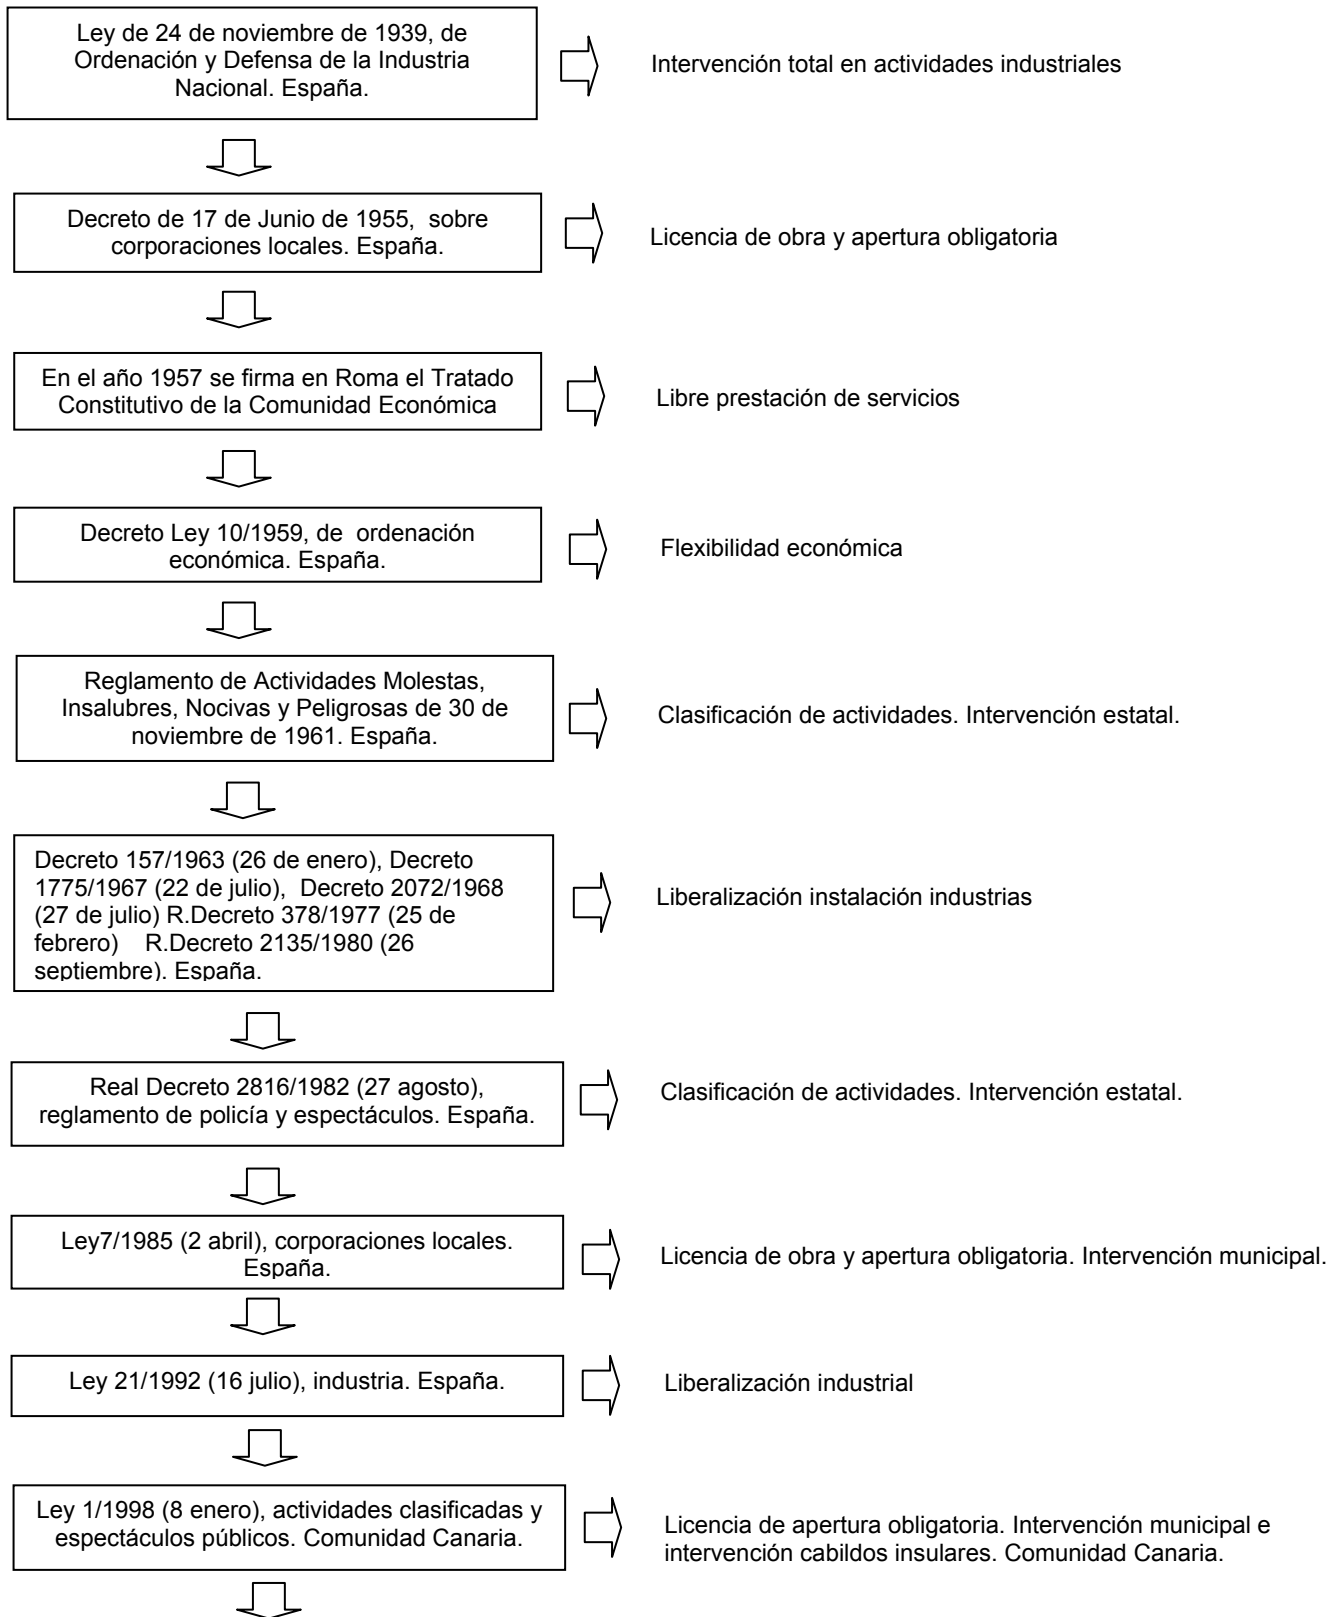 Ley de 24 de noviembre de 1939, de
Ordenación y Defensa de la Industria
Nacional. España.
Intervención total en actividades industriales
Decreto de 17 de Junio de 1955, sobre
corporaciones locales. España.
Licencia de obra y apertura obligatoria
En el año 1957 se firma en Roma el Tratado
Constitutivo de la Comunidad Económica
Libre prestación de servicios
Decreto Ley 10/1959, de ordenación
económica. España.
Flexibilidad económica
Reglamento de Actividades Molestas,
Insalubres, Nocivas y Peligrosas de 30 de
noviembre de 1961. España.
Clasificación de actividades. Intervención estatal.
Decreto 157/1963 (26 de enero), Decreto
1775/1967 (22 de julio), Decreto 2072/1968
(27 de julio) R.Decreto 378/1977 (25 de
febrero) R.Decreto 2135/1980 (26
septiembre). España.
Liberalización instalación industrias
Real Decreto 2816/1982 (27 agosto),
reglamento de policía y espectáculos. España.
Clasificación de actividades. Intervención estatal.
Ley7/1985 (2 abril), corporaciones locales.
España.
Licencia de obra y apertura obligatoria. Intervención municipal.
Ley 21/1992 (16 julio), industria. España.
Liberalización industrial
Ley 1/1998 (8 enero), actividades clasificadas y
espectáculos públicos. Comunidad Canaria.
Licencia de apertura obligatoria. Intervención municipal e
intervención cabildos insulares. Comunidad Canaria.